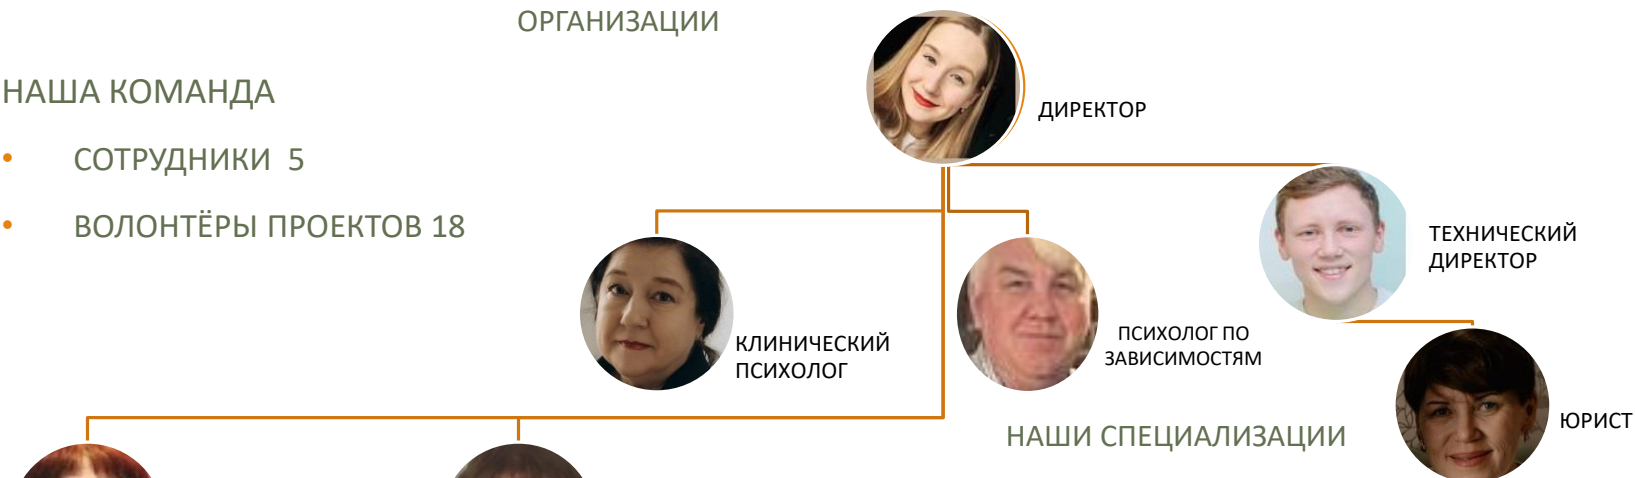 ОРГАНИЗАЦИИ
НАША КОМАНДА
• СОТРУДНИКИ 5
• ВОЛОНТЁРЫ ПРОЕКТОВ 18
ДИРЕКТОР
ТЕХНИЧЕСКИЙ
ДИРЕКТОР
КЛИНИЧЕСКИЙ
ПСИХОЛОГ
ПСИХОЛОГ ПО
ЗАВИСИМОСТЯМ
ЮРИСТ
НАШИ СПЕЦИАЛИЗАЦИИ